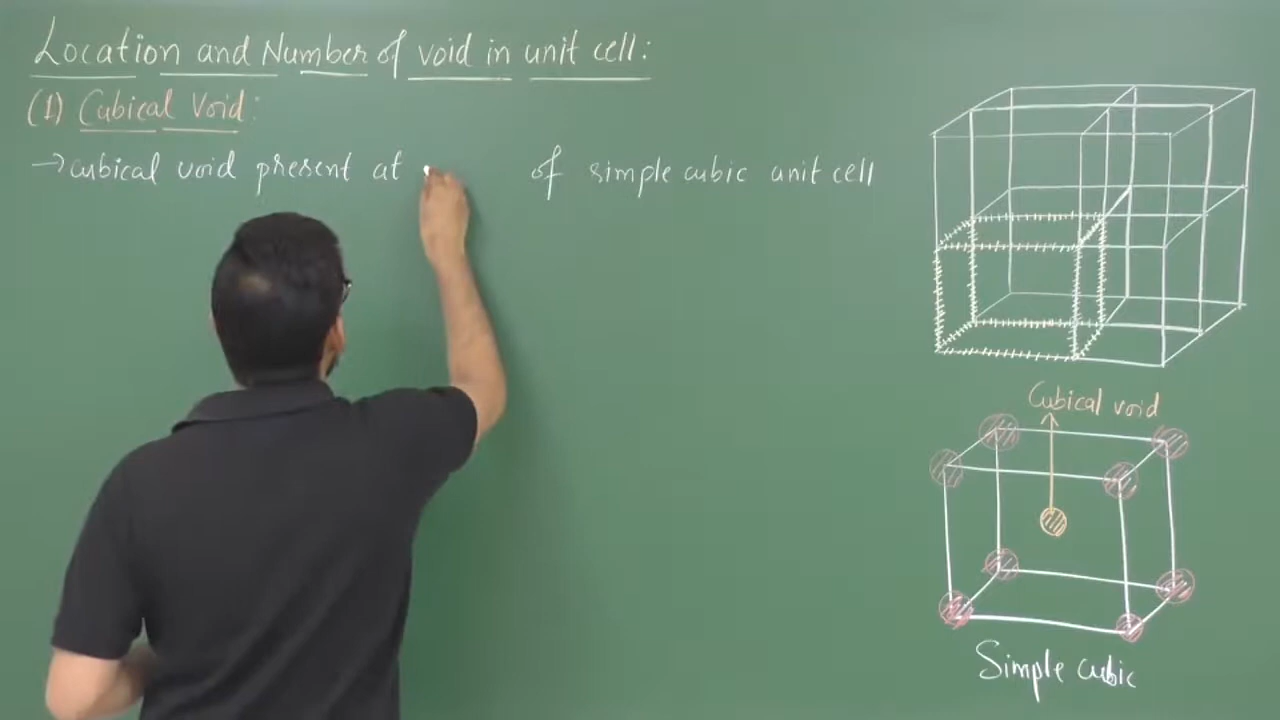 Location and Number of void in unit cell:
(1) Cubical Void:
→ cubical void present at of simple cubic unit cell
Cubical void
Simple cubic